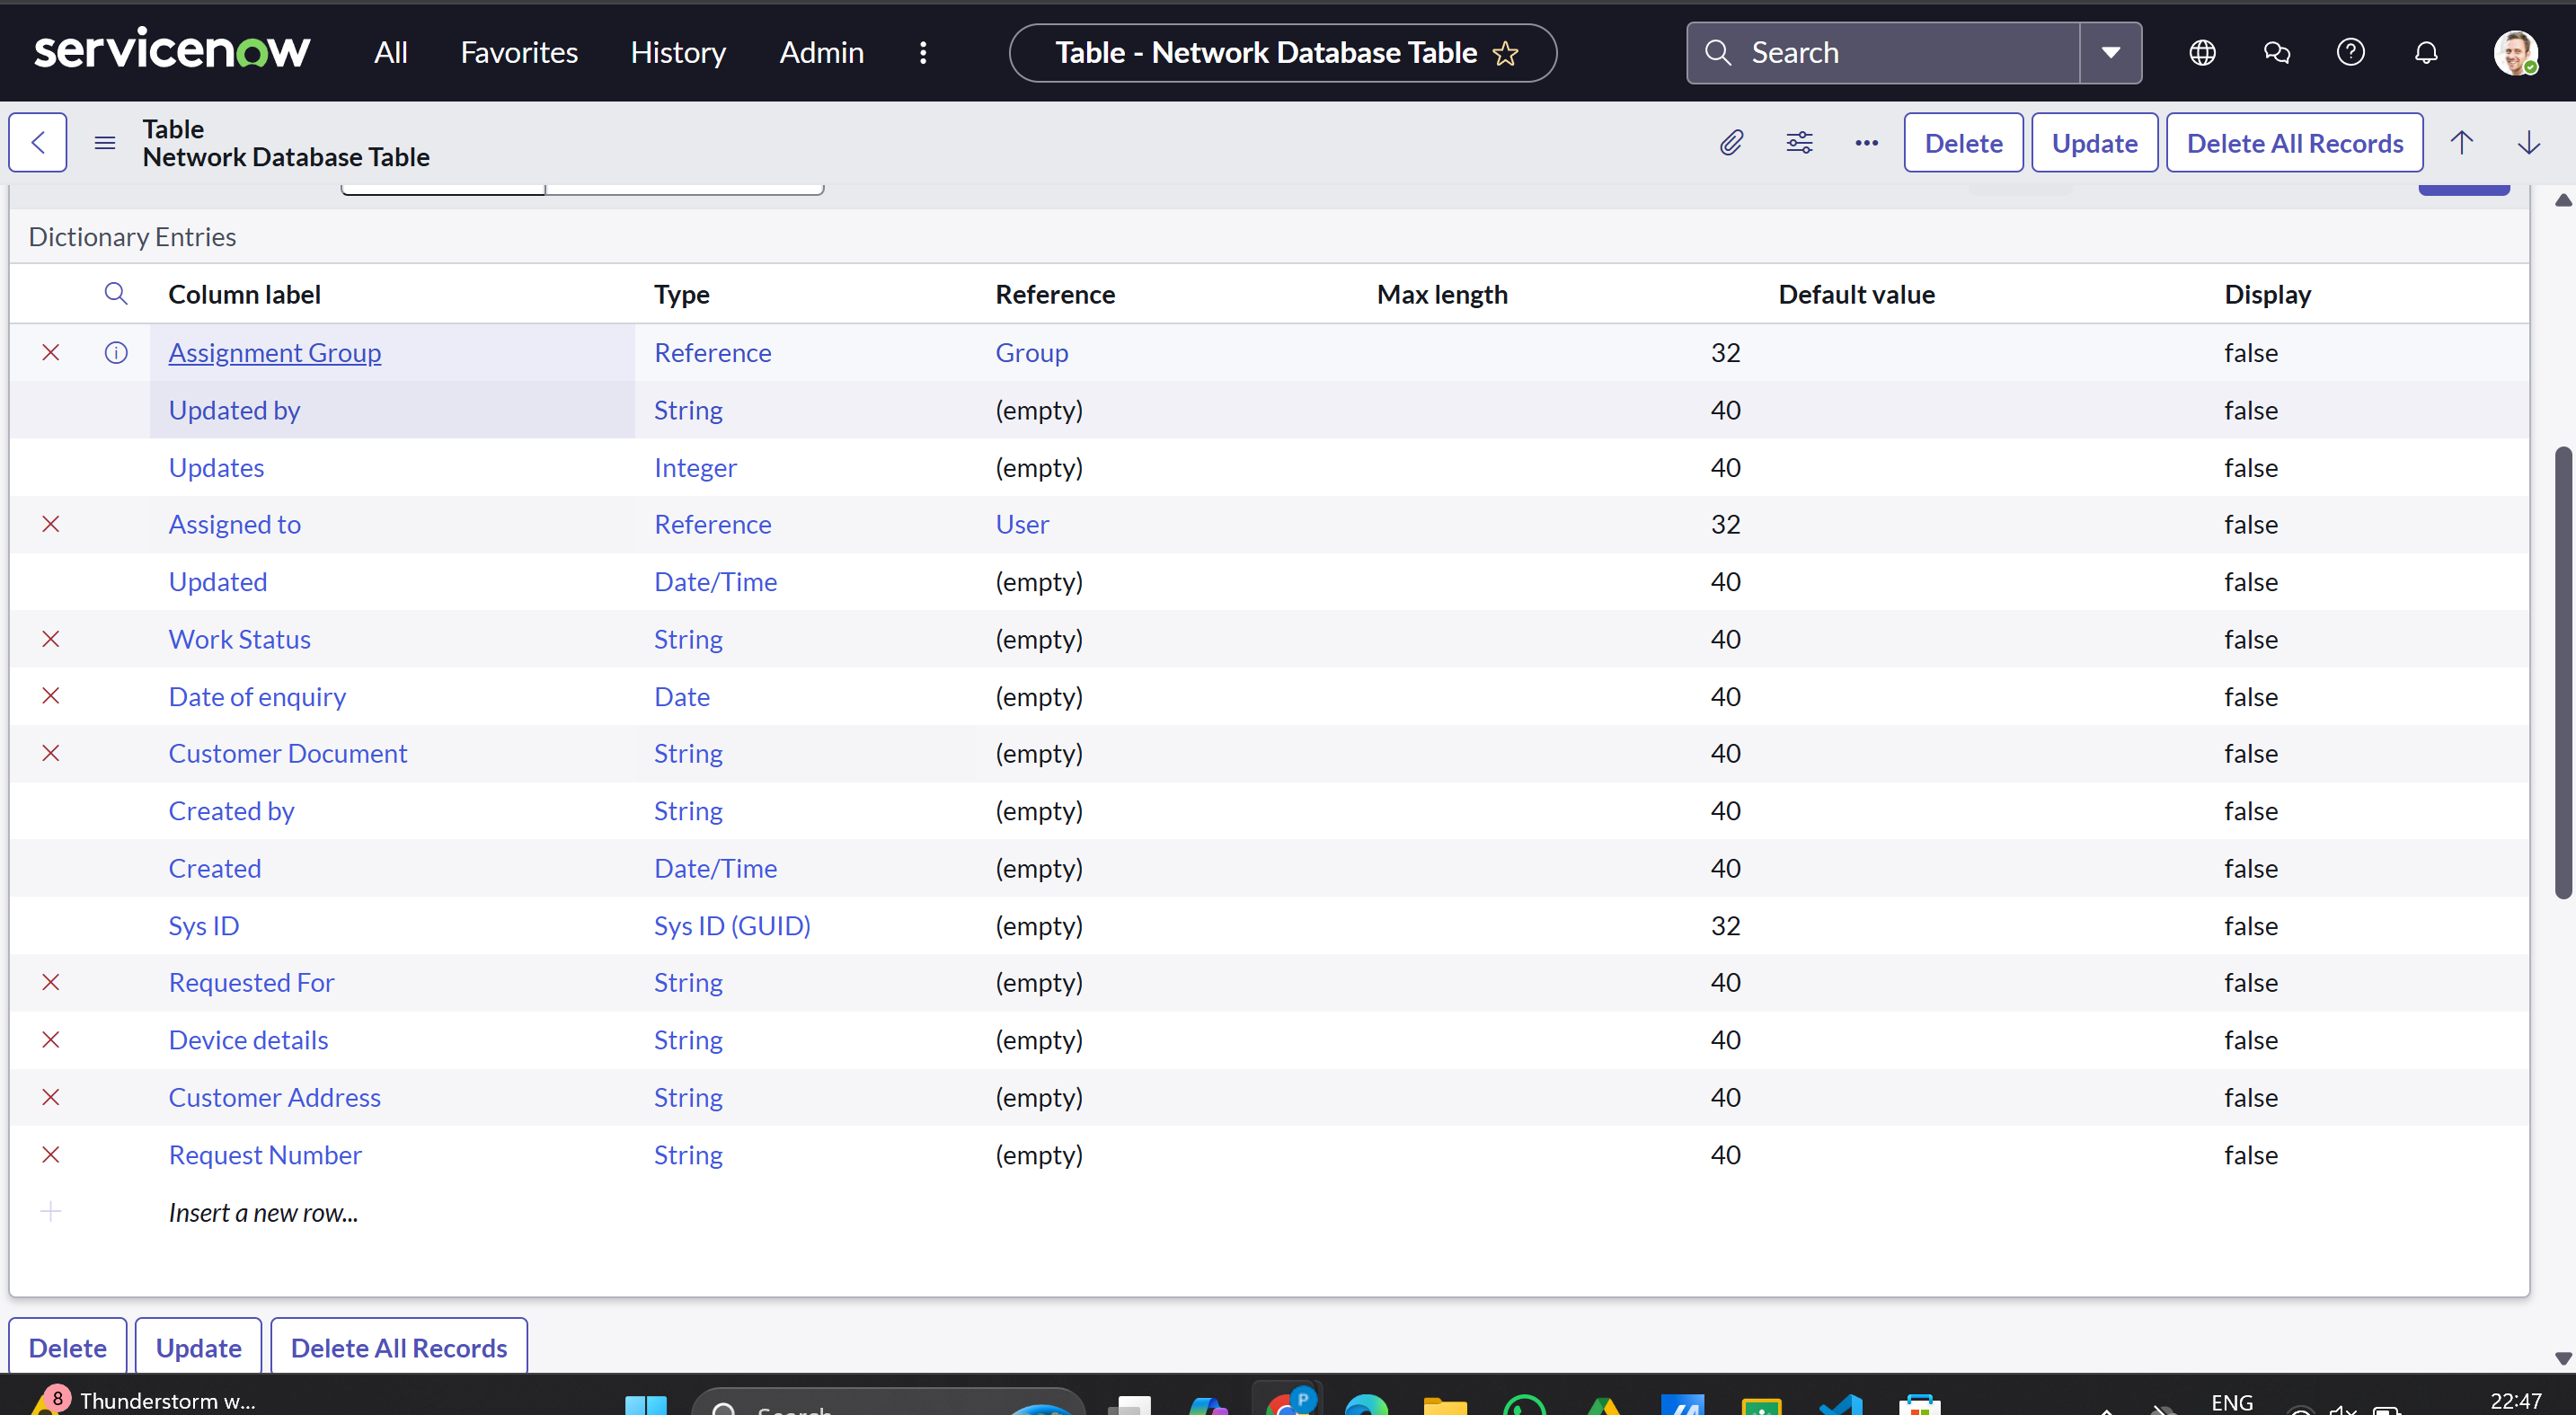 servicenow All Favorites History Admin Table - Network Database Table Search
Table
Network Database Table
Delete Update Delete All Records
Dictionary Entries
Column label Type Reference Max length Default value Display
Assignment Group Reference Group 32 false
Updated by String (empty) 40 false
Updates Integer (empty) 40 false
Assigned to Reference User 32 false
Updated Date/Time (empty) 40 false
Work Status String (empty) 40 false
Date of enquiry Date (empty) 40 false
Customer Document String (empty) 40 false
Created by String (empty) 40 false
Created Date/Time (empty) 40 false
Sys ID Sys ID (GUID) (empty) 32 false
Requested For String (empty) 40 false
Device details String (empty) 40 false
Customer Address String (empty) 40 false
Request Number String (empty) 40 false
Insert a new row...
Delete Update Delete All Records
8 Thunderstorm w... Search P ENG 22:47